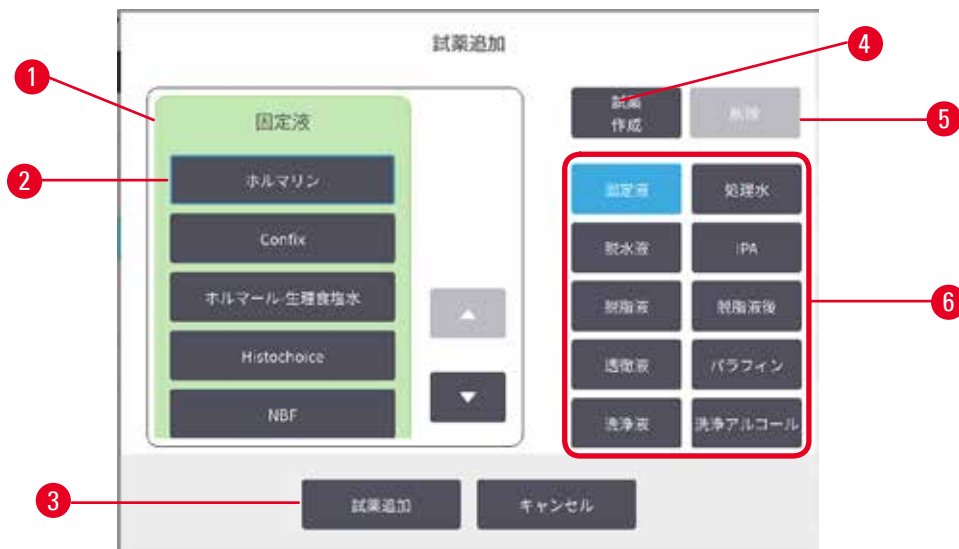 試薬追加
4
1
試薬
作成
削除
5
固定液
2
ホルマリン
固定液
処理水
Confix
脱水液
IPA
ホルマール-生理食塩水
脱脂液
脱脂液後
6
Histochoice
透徹液
パラフィン
NBF
洗浄液
洗浄アルコール
3
試薬追加
キャンセル